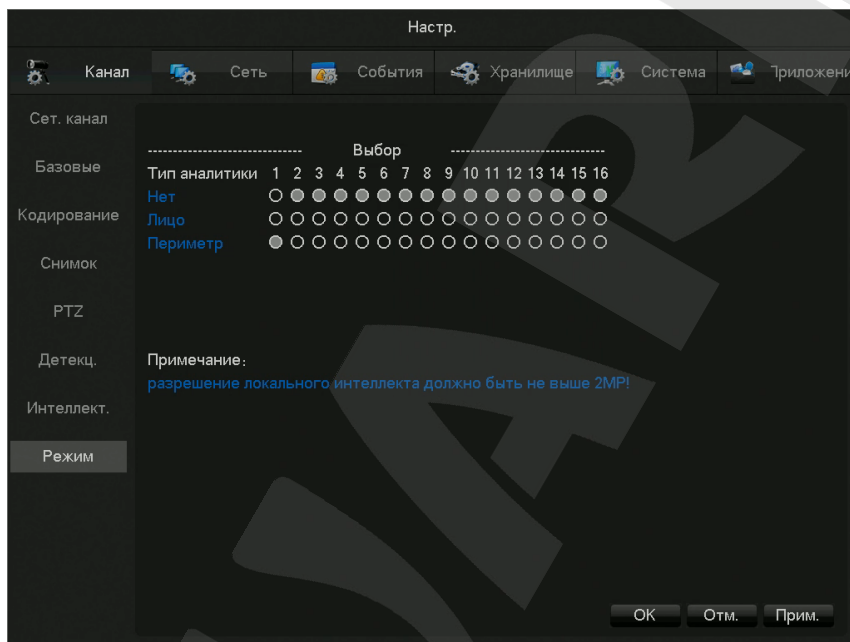 Настр.
Канал Сеть События Хранилище Система Приложени
Сет. канал
Базовые
Кодирование
Снимок
PTZ
Детекц.
Интеллект.
Режим
------------------------------ Выбор ------------------------------
Тип аналитики 1 2 3 4 5 6 7 8 9 10 11 12 13 14 15 16
Нет
Лицо
Периметр
Примечание:
разрешение локального интеллекта должно быть не выше 2MP!
OK Отм. Прим.